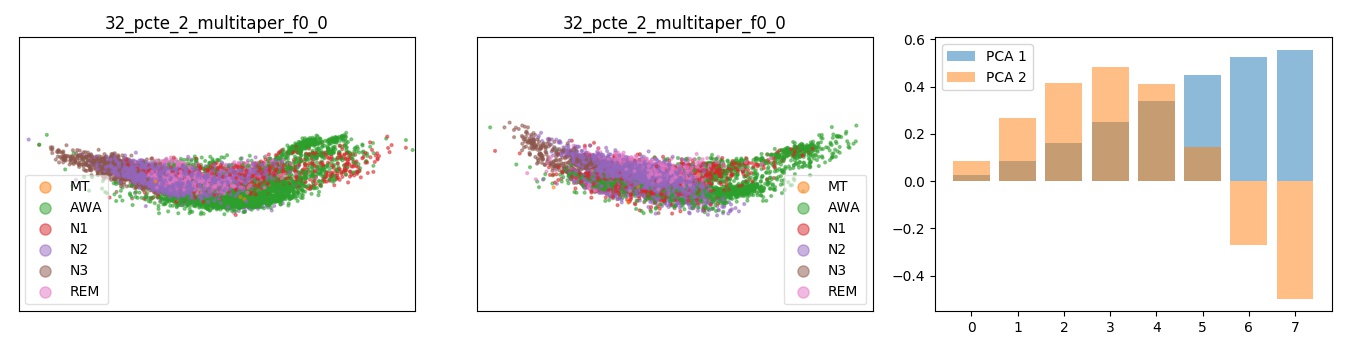 32_pcte_2_multitaper_f0_0
MT
AWA
N1
N2
N3
REM
32_pcte_2_multitaper_f0_0
MT
AWA
N1
N2
N3
REM
PCA 1
PCA 2
0.6
0.4
0.2
0.0
−0.2
−0.4
0 1 2 3 4 5 6 7